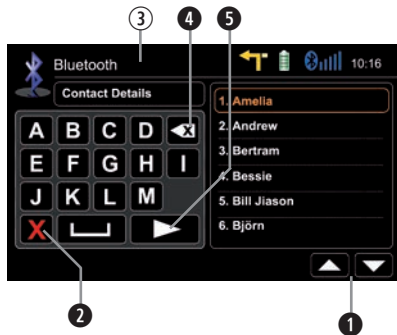 3 4 5
Bluetooth 10:16
Contact Details
A B C D X
E F G H I
J K L M
X
1. Amelia
2. Andrew
3. Bertram
4. Bessie
5. Bill Jiason
6. Björn
2 1